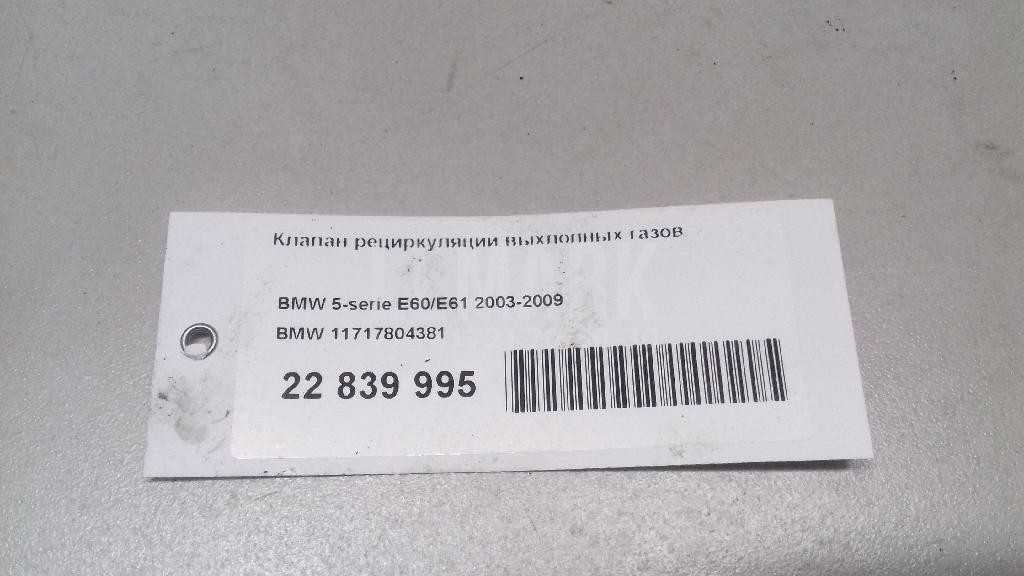 Клапан рециркуляции выхлопных газов
BMW 5-serie E60/E61 2003-2009
BMW 11717804381
22 839 995